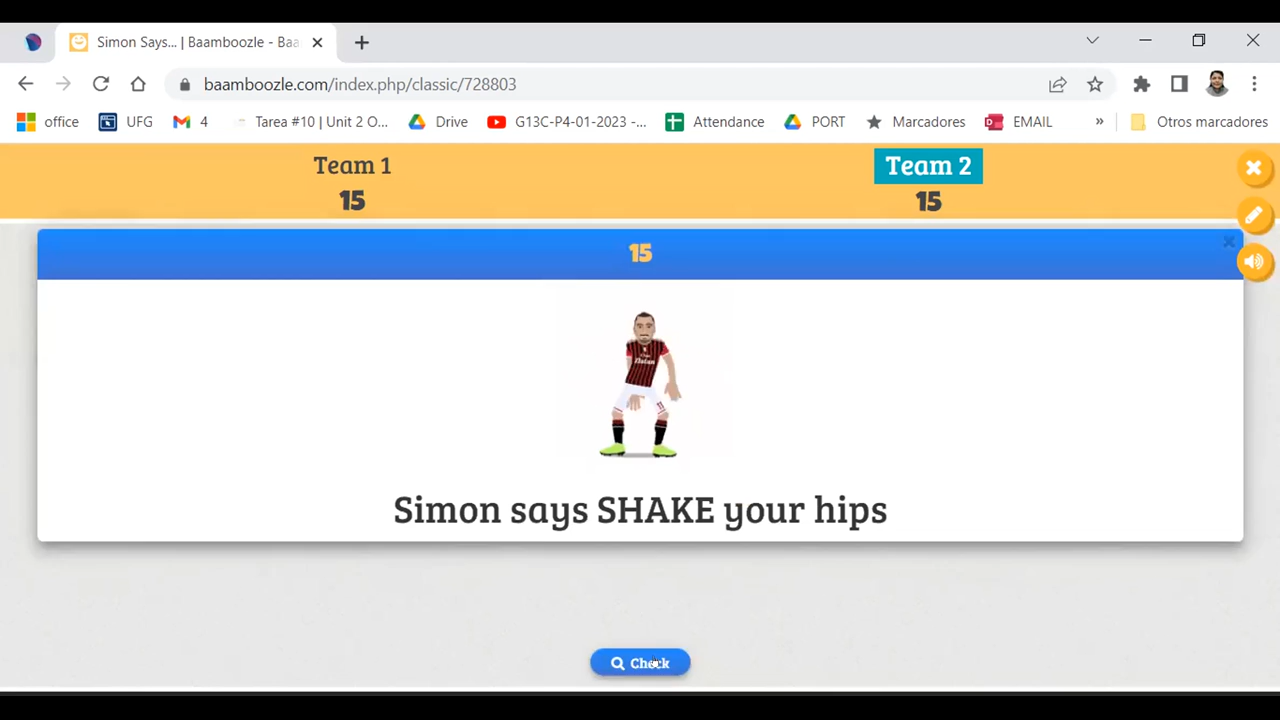 Simon Says... | Baamboozle - Baa
baamboozle.com/index.php/classic/728803
office UFG 4 Tarea #10 | Unit 2 O... Drive G13C-P4-01-2023 -... Attendance PORT Marcadores EMAIL » Otros marcadores
Team 1 Team 2
15 15
15
Simon says SHAKE your hips
Check